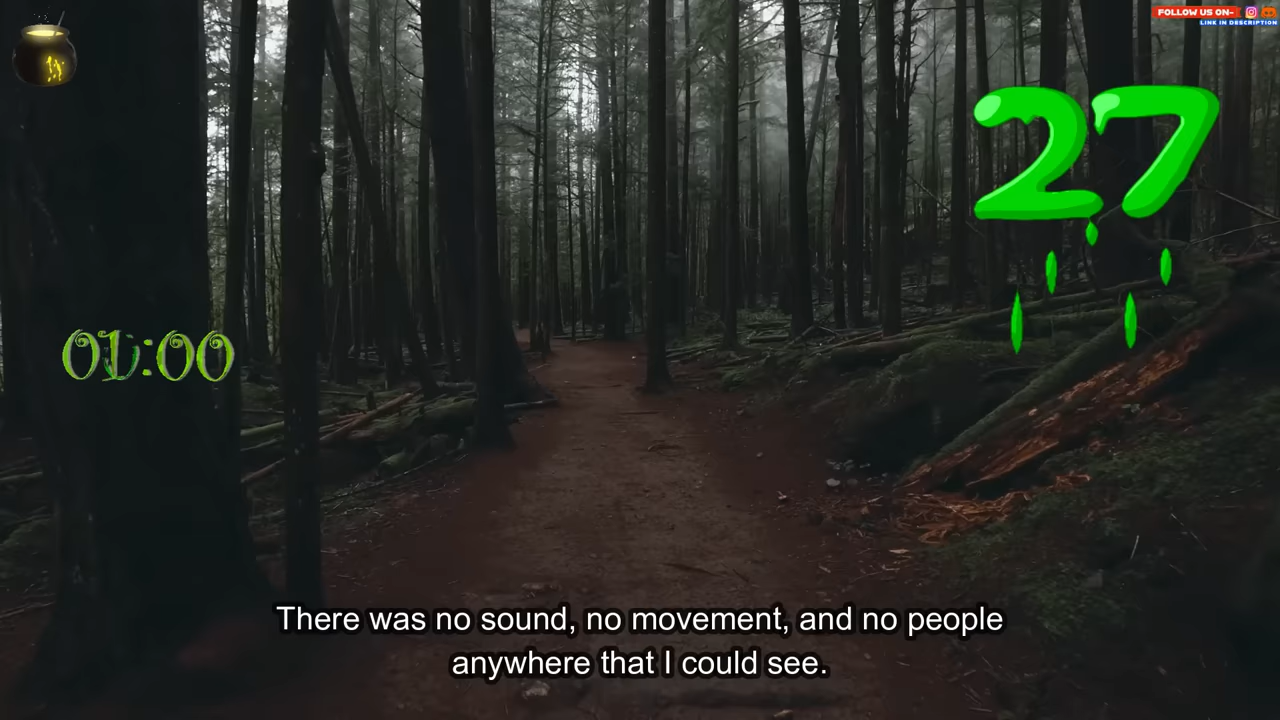 FOLLOW US ON-
LINK IN DESCRIPTION
27
01:00
There was no sound, no movement, and no people
anywhere that I could see.